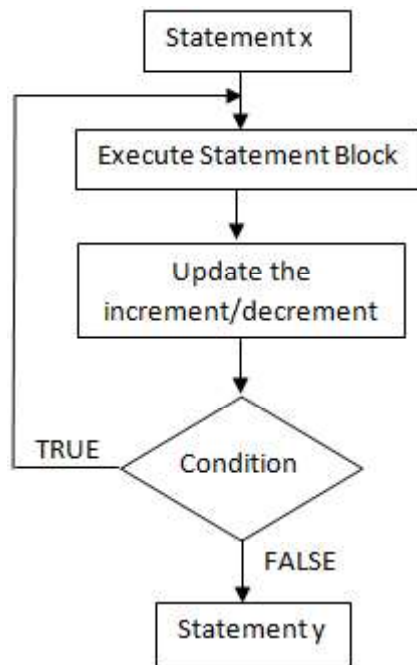 Statement x
Execute Statement Block
Update the
increment/decrement
TRUE
Condition
FALSE
Statement y